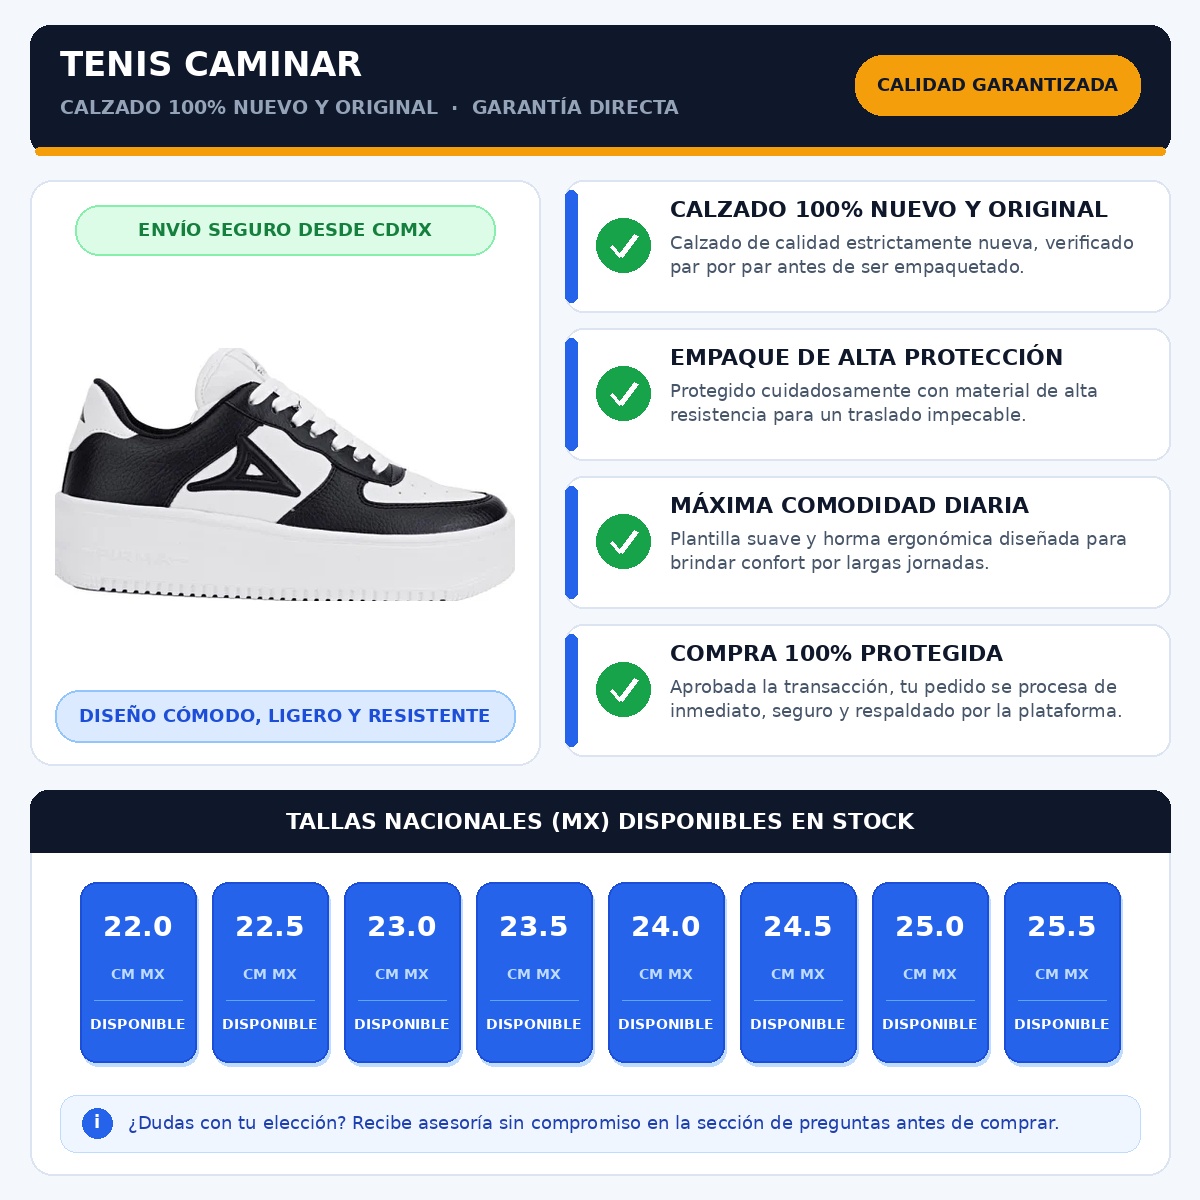 TENIS CAMINAR
CALZADO 100% NUEVO Y ORIGINAL · GARANTÍA DIRECTA
CALIDAD GARANTIZADA
ENVÍO SEGURO DESDE CDMX
DISEÑO CÓMODO, LIGERO Y RESISTENTE
CALZADO 100% NUEVO Y ORIGINAL
Calzado de calidad estrictamente nueva, verificado
par por par antes de ser empaquetado.
EMPAQUE DE ALTA PROTECCIÓN
Protegido cuidadosamente con material de alta
resistencia para un traslado impecable.
MÁXIMA COMODIDAD DIARIA
Plantilla suave y horma ergonómica diseñada para
brindar confort por largas jornadas.
COMPRA 100% PROTEGIDA
Aprobada la transacción, tu pedido se procesa de
inmediato, seguro y respaldado por la plataforma.
TALLAS NACIONALES (MX) DISPONIBLES EN STOCK
22.0 22.5 23.0 23.5 24.0 24.5 25.0 25.5
CM MX CM MX CM MX CM MX CM MX CM MX CM MX CM MX
DISPONIBLE DISPONIBLE DISPONIBLE DISPONIBLE DISPONIBLE DISPONIBLE DISPONIBLE DISPONIBLE
i ¿Dudas con tu elección? Recibe asesoría sin compromiso en la sección de preguntas antes de comprar.